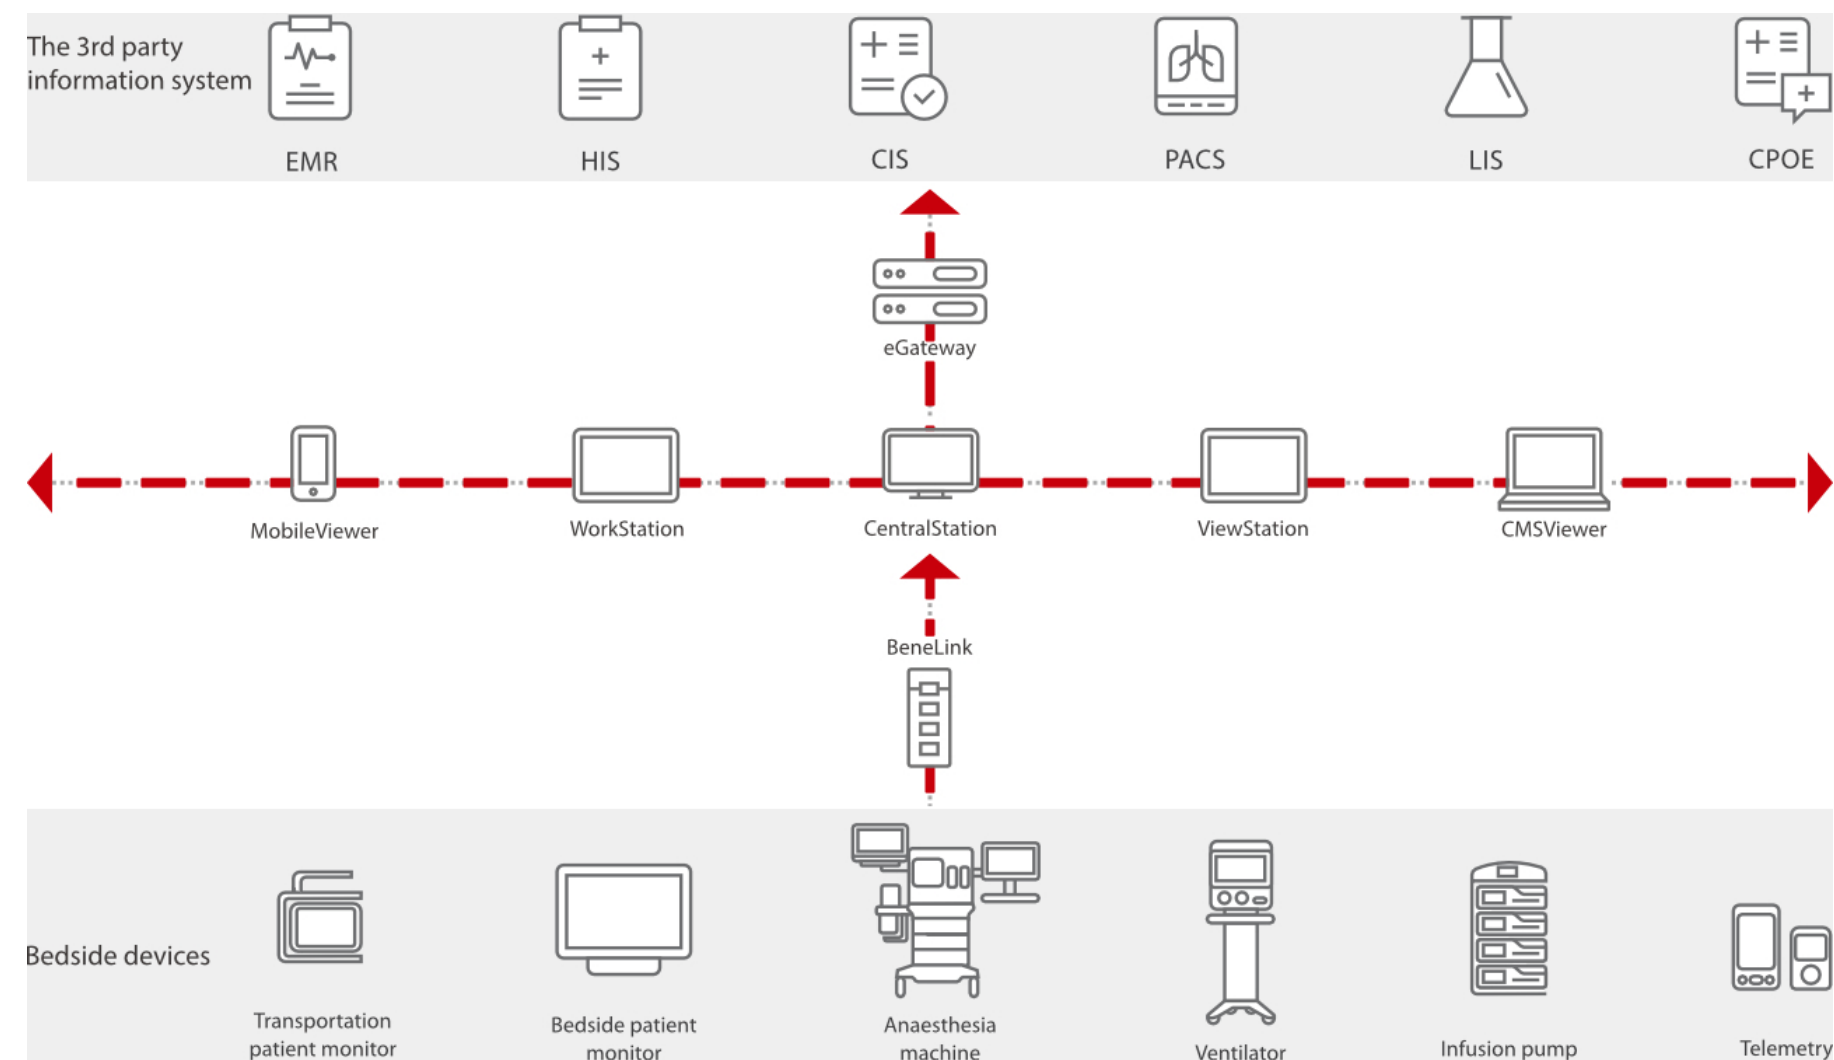 The 3rd party
information system
EMR
HIS
CIS
PACS
LIS
CPOE
eGateway
MobileViewer
WorkStation
CentralStation
ViewStation
CMSViewer
BeneLink
Bedside devices
Transportation
patient monitor
Bedside patient
monitor
Anaesthesia
machine
Ventilator
Infusion pump
Telemetry